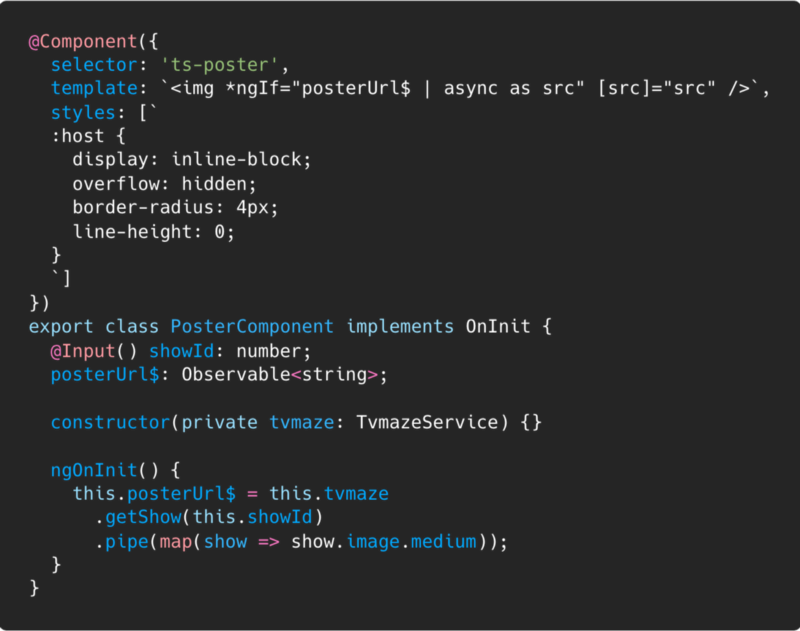 @Component({
  selector: 'ts-poster',
  template: `<img *ngIf="posterUrl$ | async as src" [src]="src" />`,
  styles: [`
  :host {
    display: inline-block;
    overflow: hidden;
    border-radius: 4px;
    line-height: 0;
  }
  `]
})
export class PosterComponent implements OnInit {
  @Input() showId: number;
  posterUrl$: Observable<string>;

  constructor(private tvmaze: TvmazeService) {}

  ngOnInit() {
    this.posterUrl$ = this.tvmaze
      .getShow(this.showId)
      .pipe(map(show => show.image.medium));
  }
}